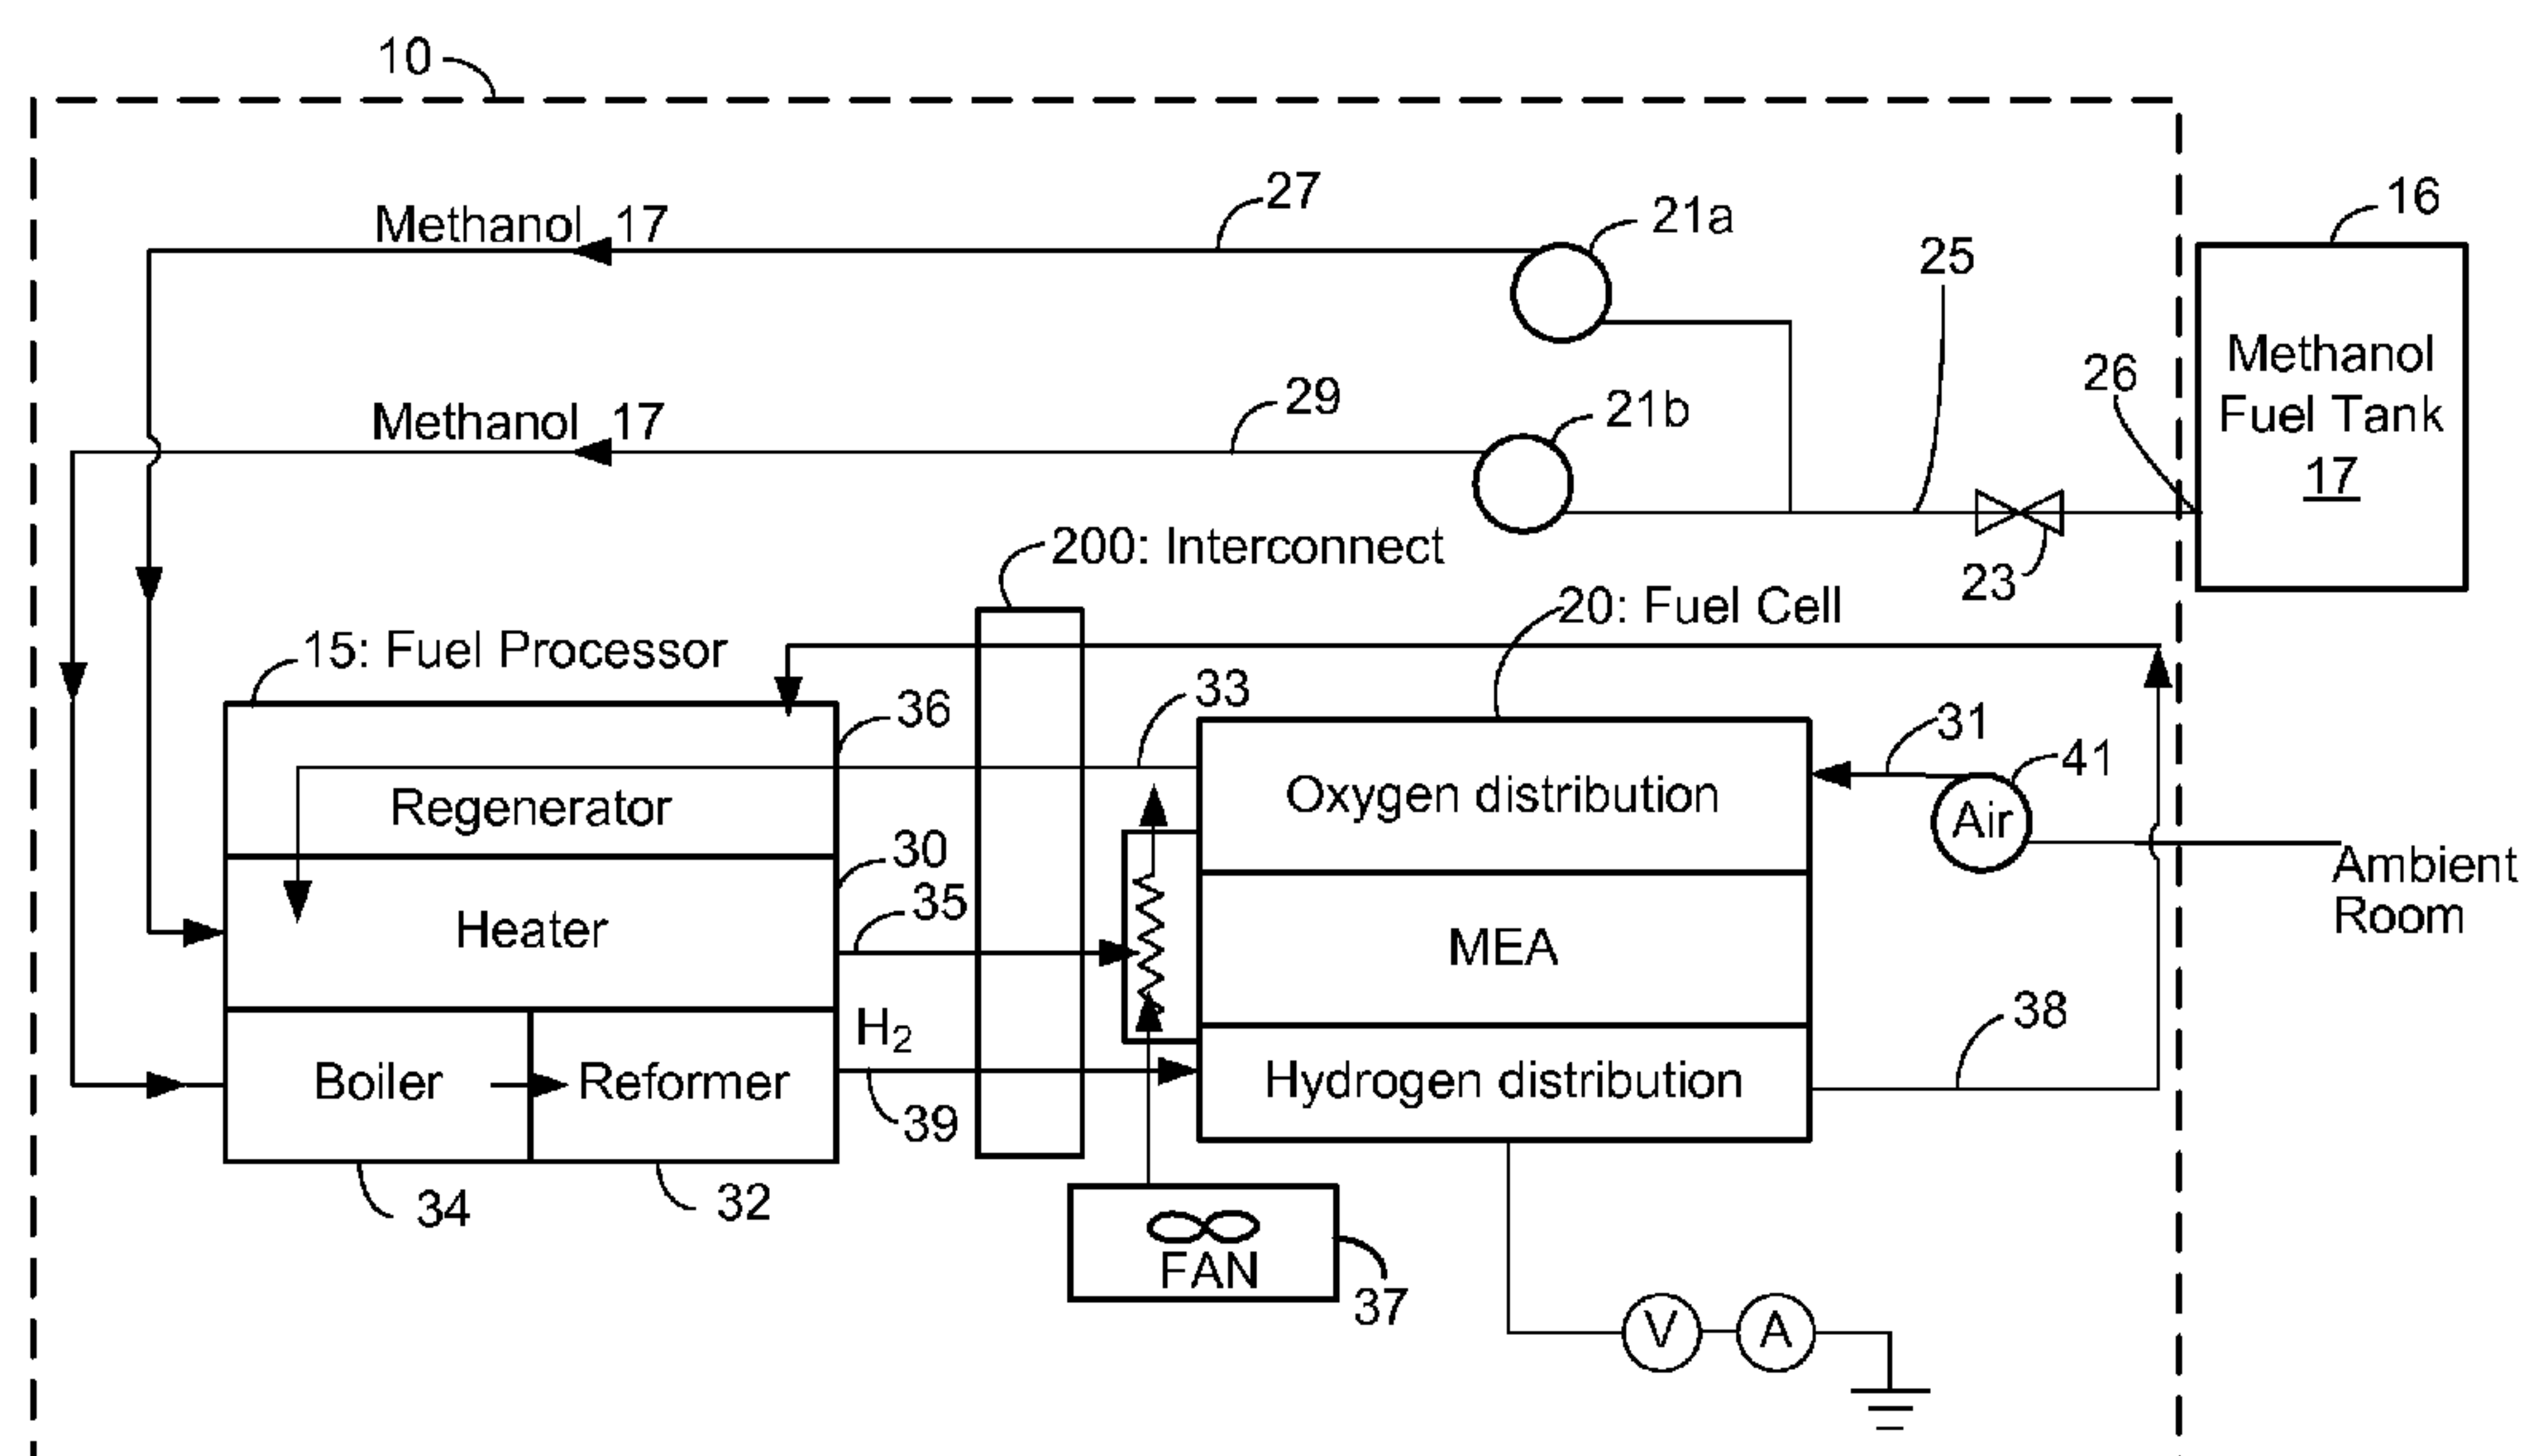 10
27
21a
16
Methanol 17
25
Methanol
Fuel Tank
17
26
29
21b
Methanol 17
200: Interconnect
23
20: Fuel Cell
15: Fuel Processor
33
36
31
41
Oxygen distribution
Regenerator
Air
Ambient
Room
30
35
Heater
MEA
H2
38
Boiler
Reformer
Hydrogen distribution
39
34
32
FAN
37
V
A